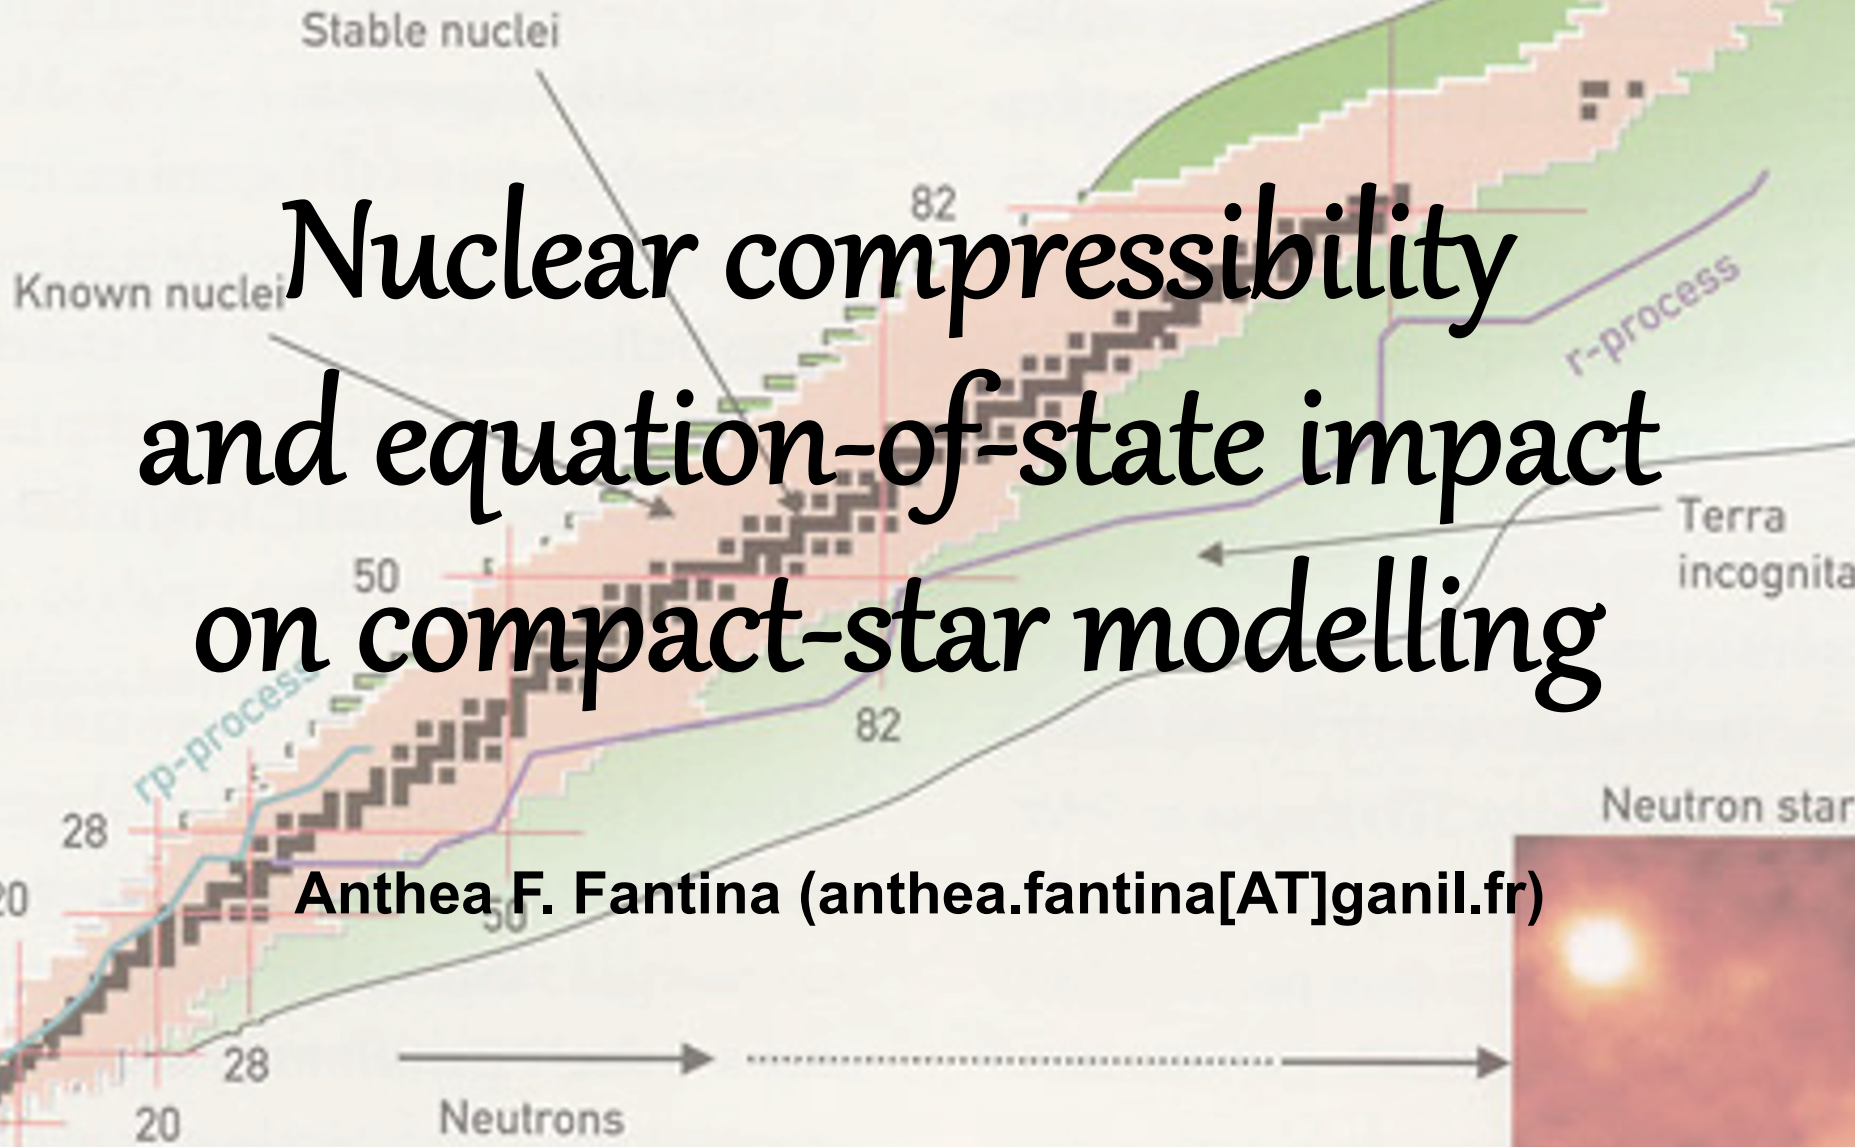 Stable nuclei
82
Known nuclei
Nuclear compressibility
r-process
and equation-of-state impact
Terra
incognita
50
on compact-star modelling
rp-process
82
Neutron star
28
Anthea F. Fantina (anthea.fantina[AT]ganil.fr)
20
50
28
20
Neutrons